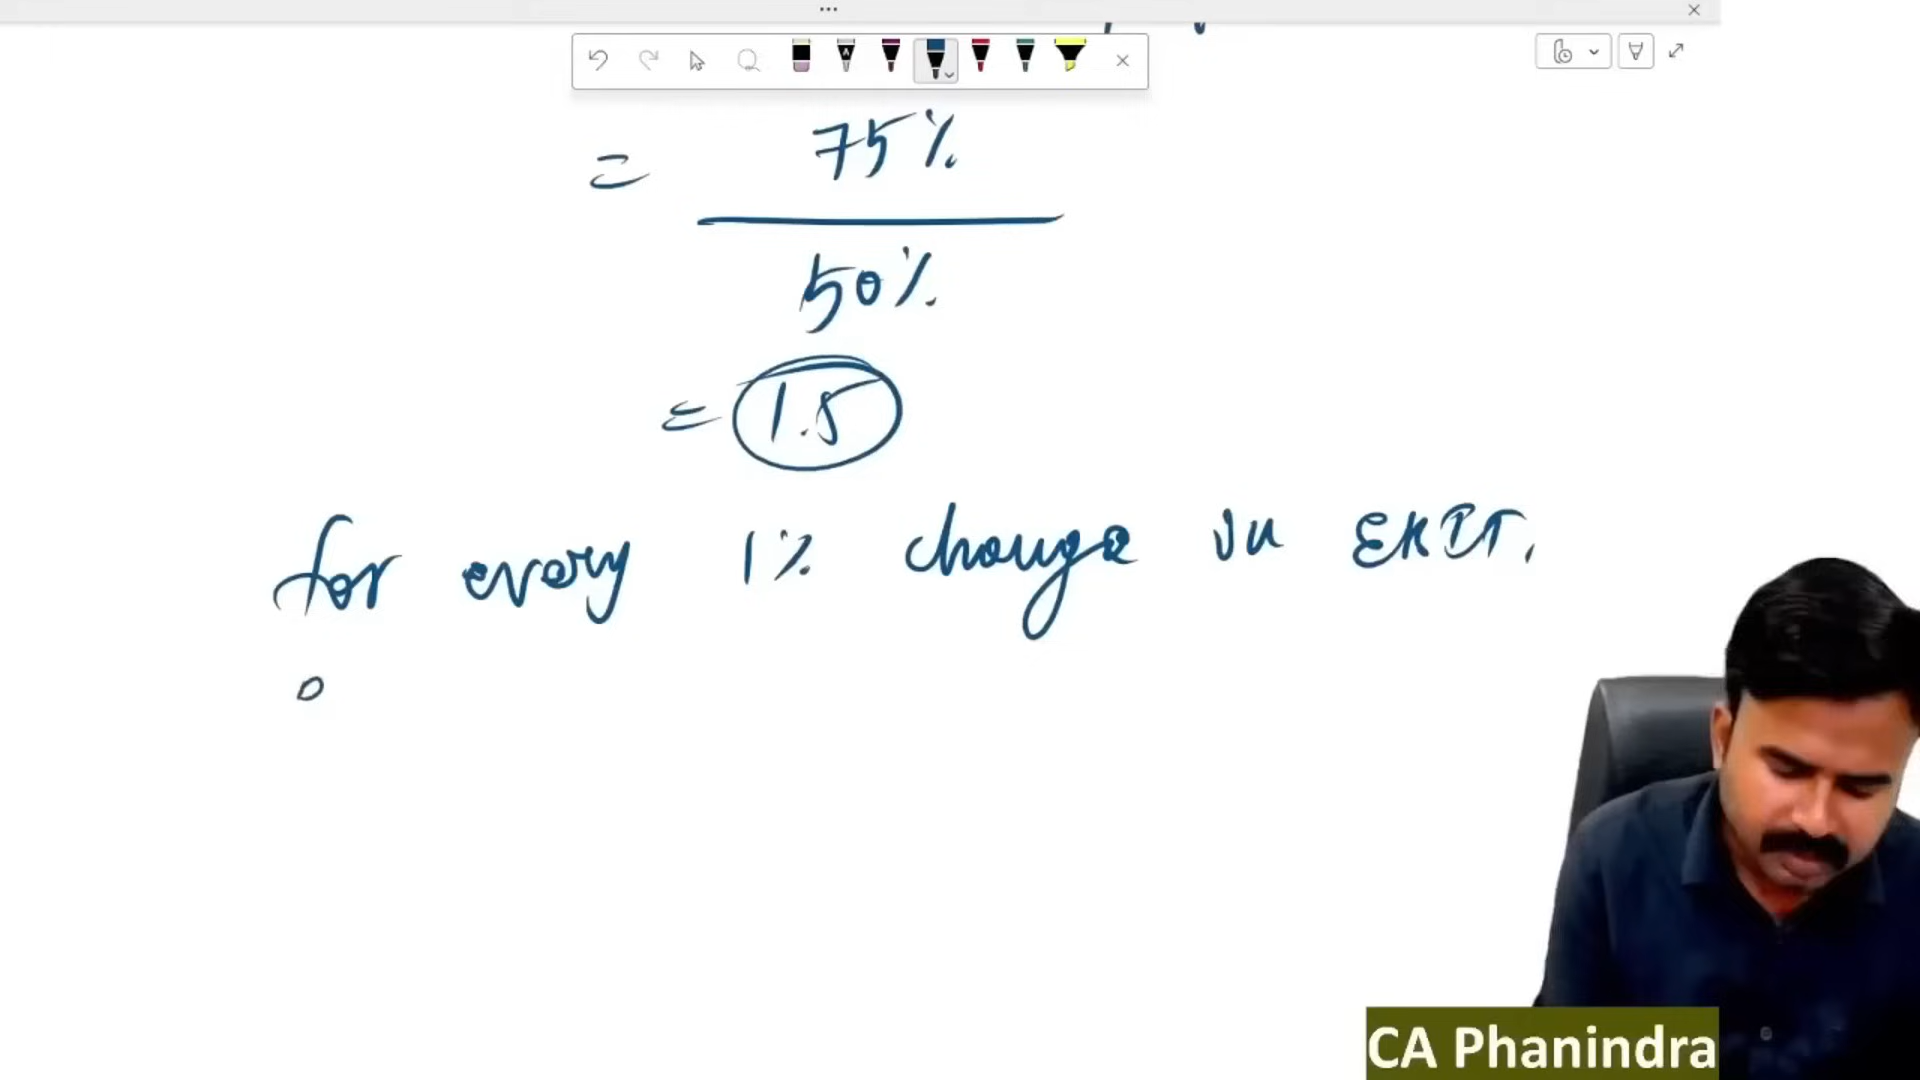 =
75%
50%
= 1.5
for every 1% change in EBIT,
CA Phanindra